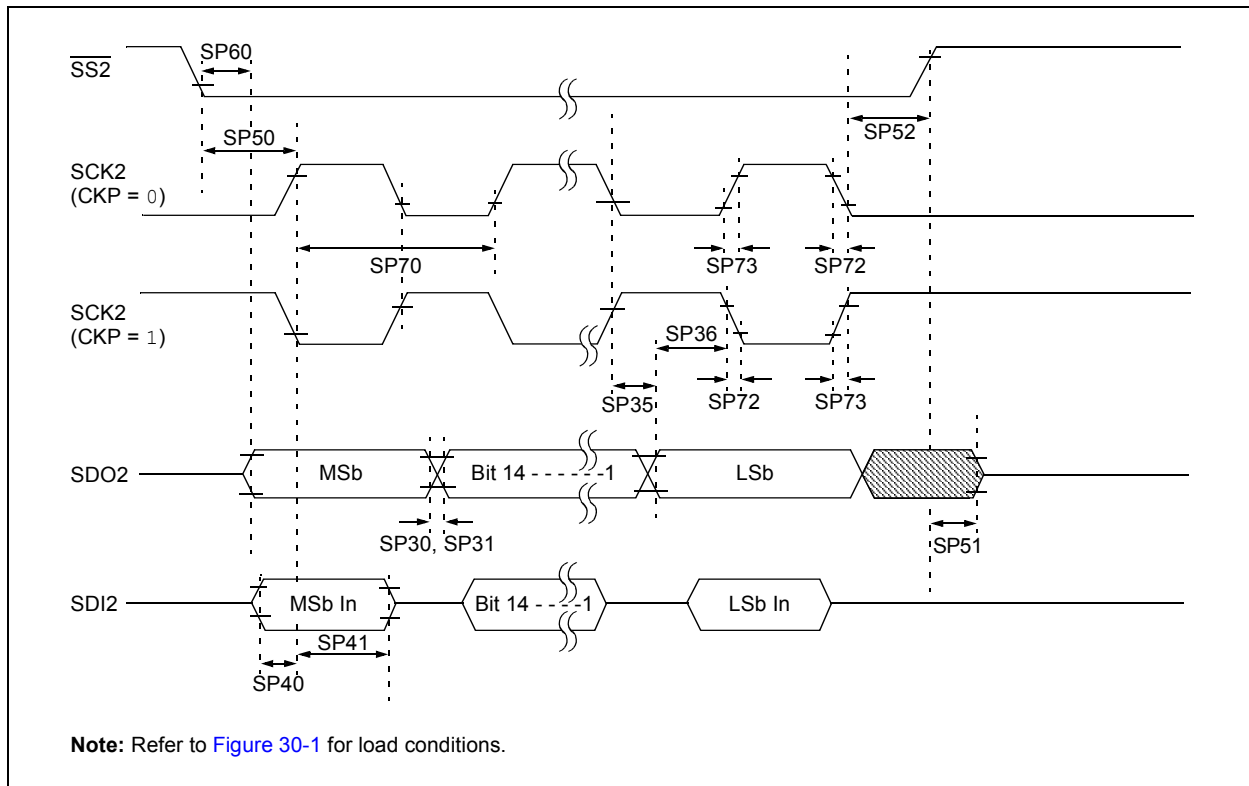 SP60
SS2
SP50
SP52
SCK2
(CKP = 0)
SP70
SP73
SP72
SCK2
(CKP = 1)
SP36
SP35
SP72
SP73
SDO2
MSb
Bit 14 - - - - - -1
LSb
SP30, SP31
SP51
SDI2
MSb In
Bit 14 - - - -1
LSb In
SP41
SP40
Note: Refer to Figure 30-1 for load conditions.